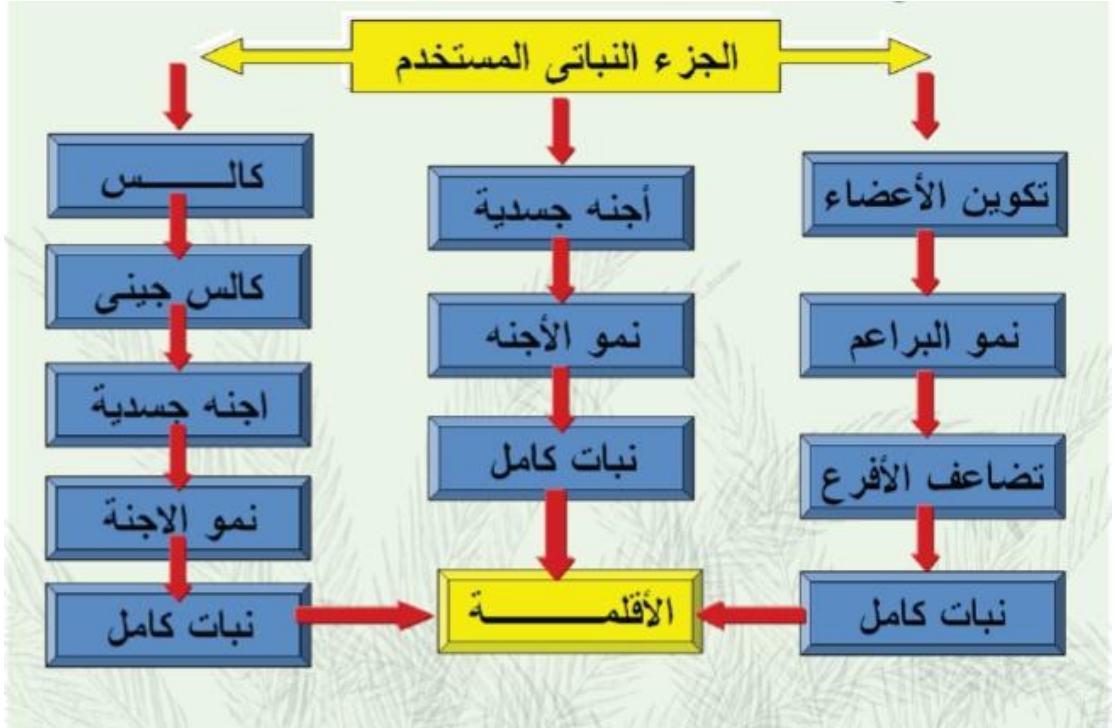 الجزء النباتى المستخدم
تكوين الأعضاء
نمو البراعم
تضاعف الأفرع
نبات كامل
أجنه جسدية
نمو الأجنه
نبات كامل
كالـــــــس
كالس جينى
اجنه جسدية
نمو الاجنة
نبات كامل
الأقلمـــــــــة